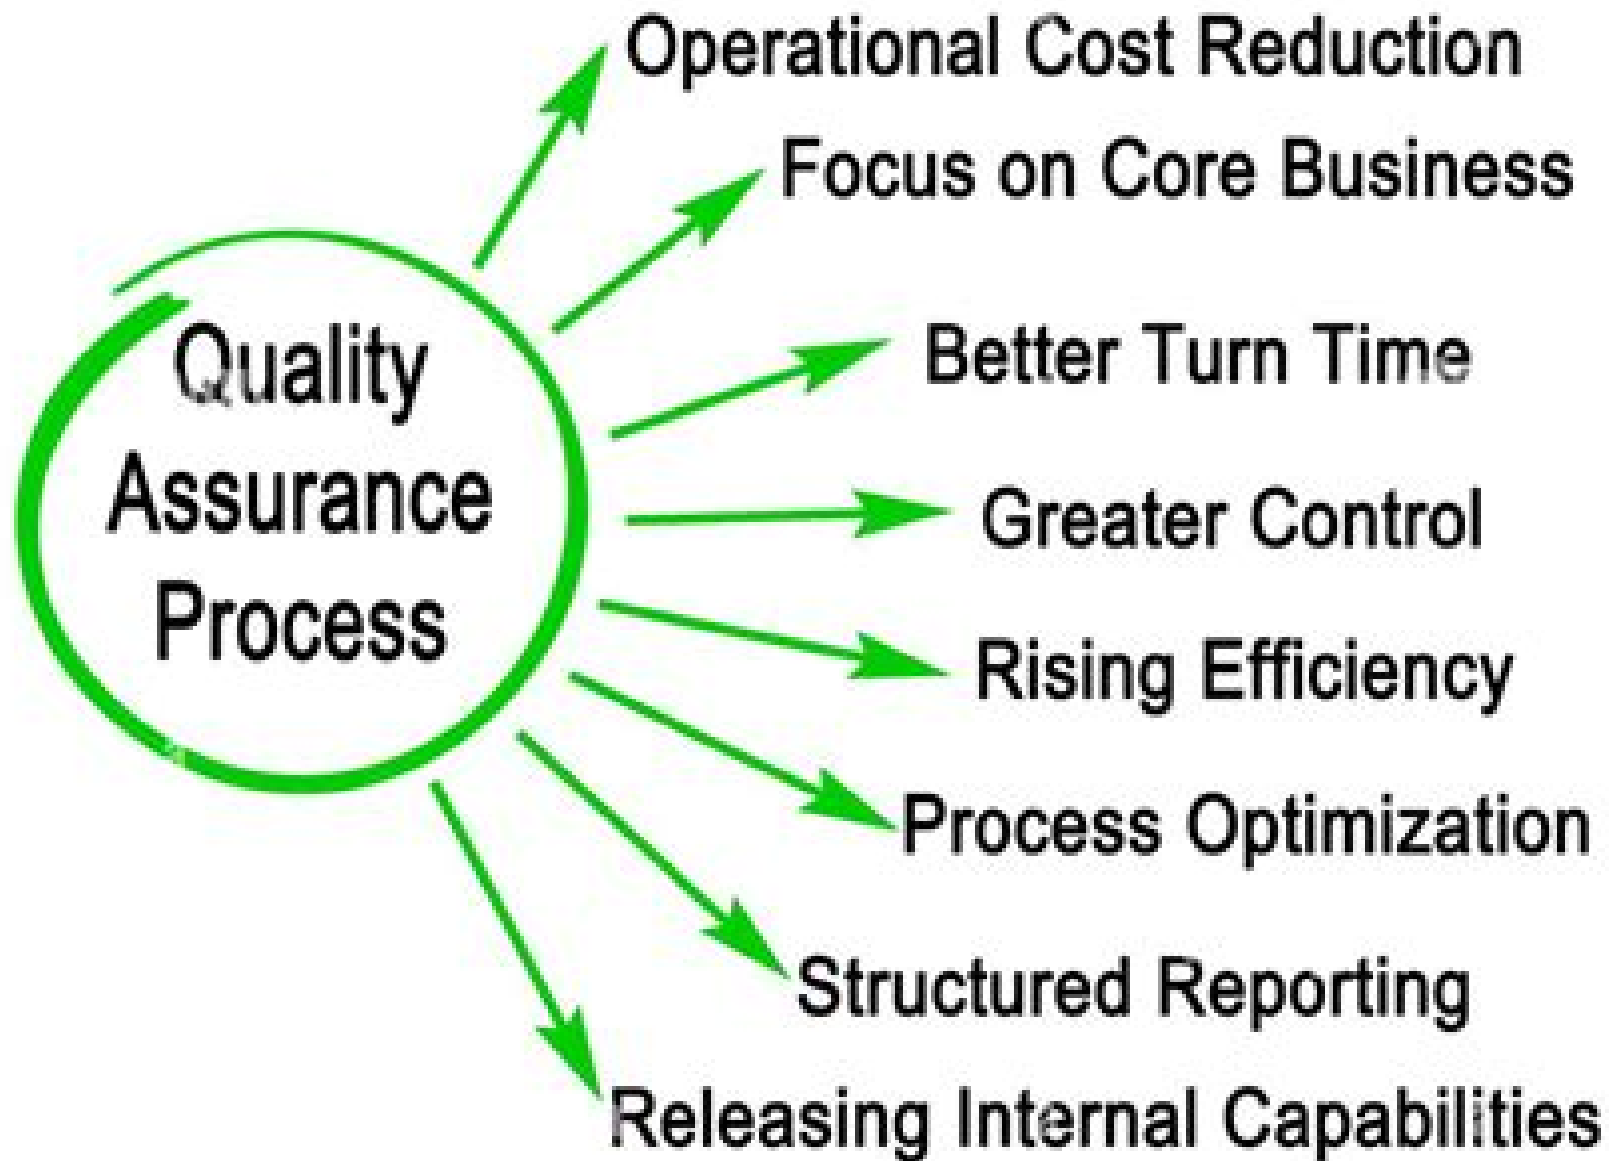 Operational Cost Reduction
Focus on Core Business
Quality
Assurance
Process
Better Turn Time
Greater Control
Rising Efficiency
Process Optimization
Structured Reporting
Releasing Internal Capabilities